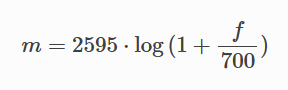 m = 2595 · log (1 + f/700)